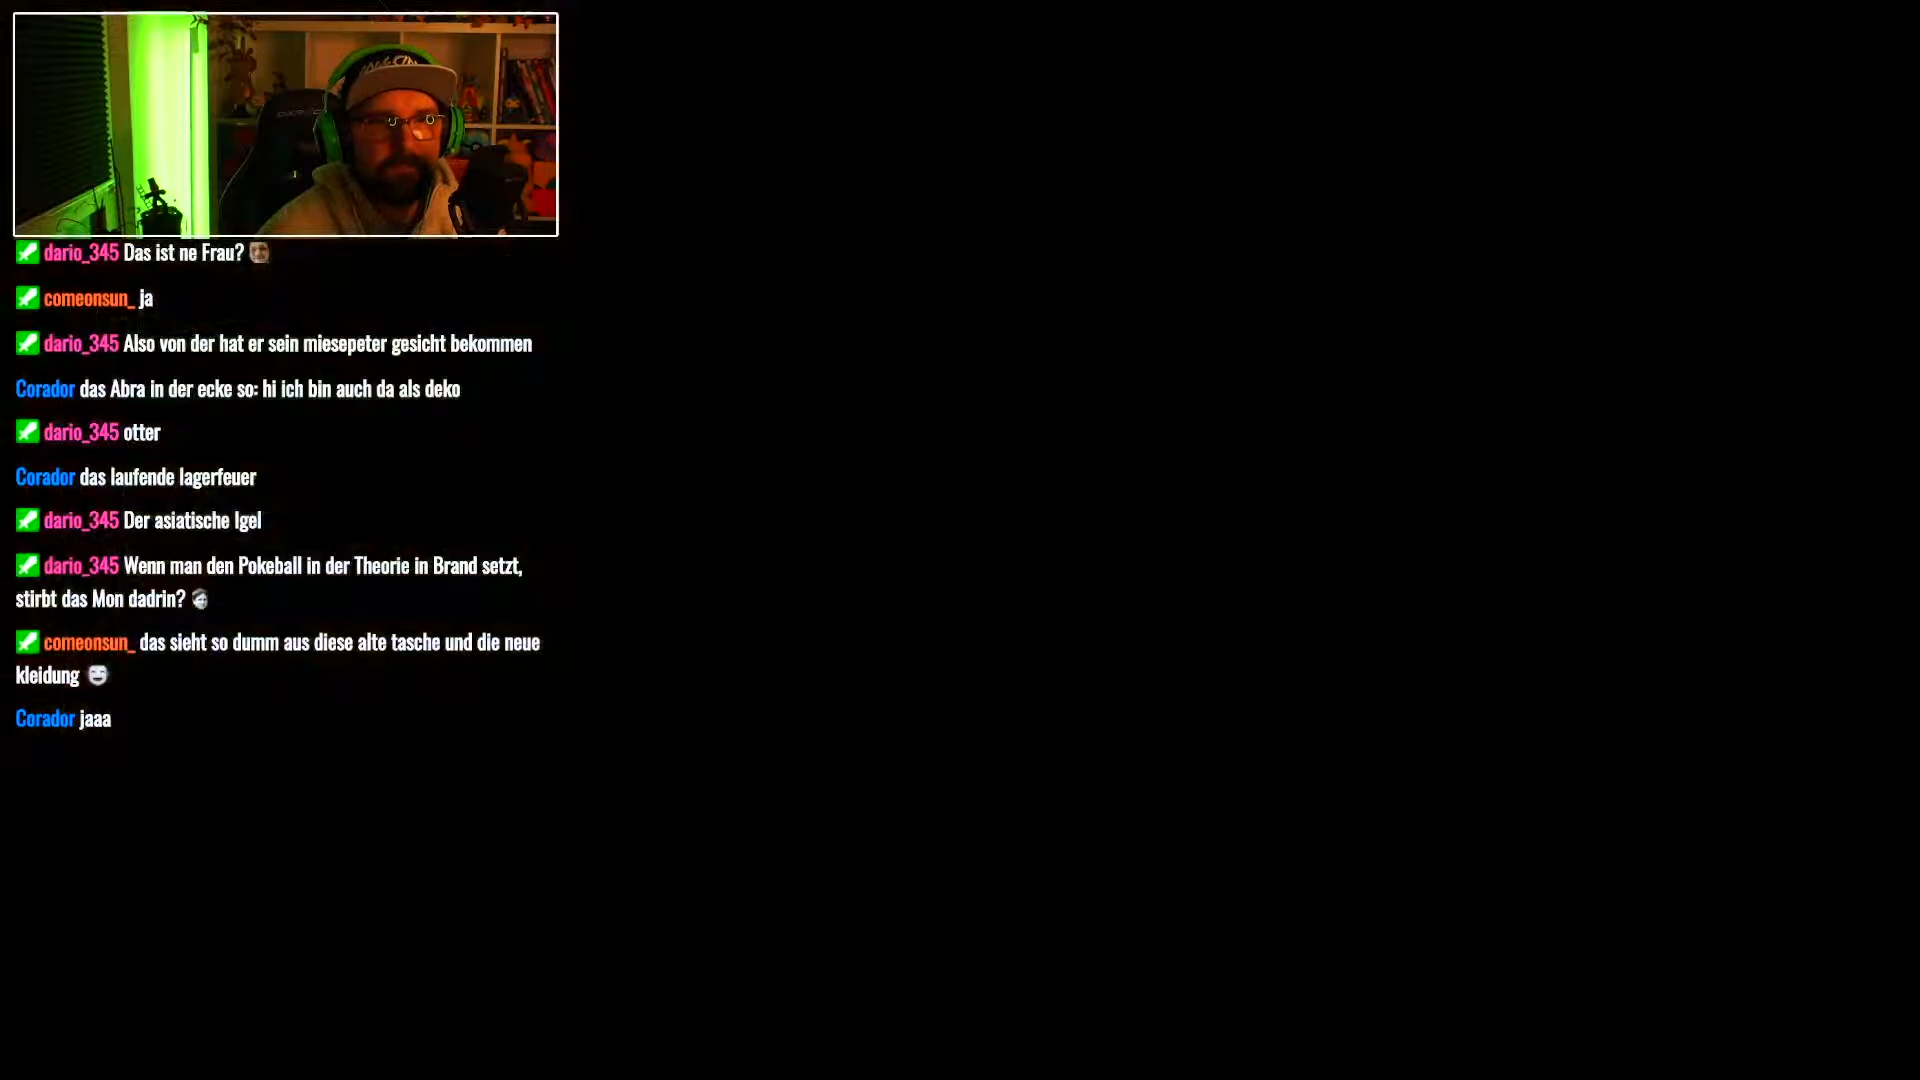 dario_345 Das ist ne Frau?
comeonsun_ ja
dario_345 Also von der hat er sein miesepeter gesicht bekommen
Corador das Abra in der ecke so: hi ich bin auch da als deko
dario_345 otter
Corador das laufende lagerfeuer
dario_345 Der asiatische Igel
dario_345 Wenn man den Pokeball in der Theorie in Brand setzt,
stirbt das Mon dadrin?
comeonsun_ das sieht so dumm aus diese alte tasche und die neue
kleidung
Corador jaaa